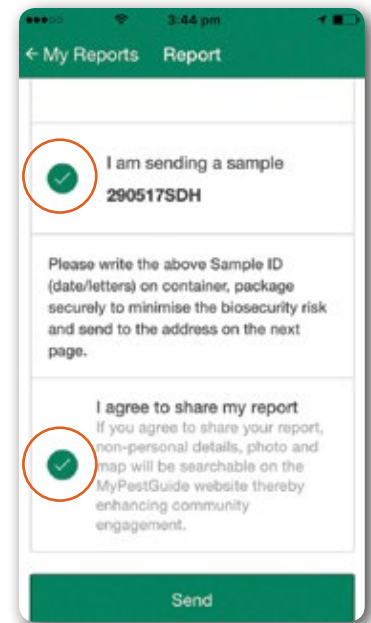 3:44 pm
← My Reports Report
I am sending a sample
290517SDH
Please write the above Sample ID
(date/letters) on container, package
securely to minimise the biosecurity risk
and send to the address on the next
page.
I agree to share my report
If you agree to share your report,
non-personal details, photo and
map will be searchable on the
MyPestGuide website thereby
enhancing community
engagement.
Send